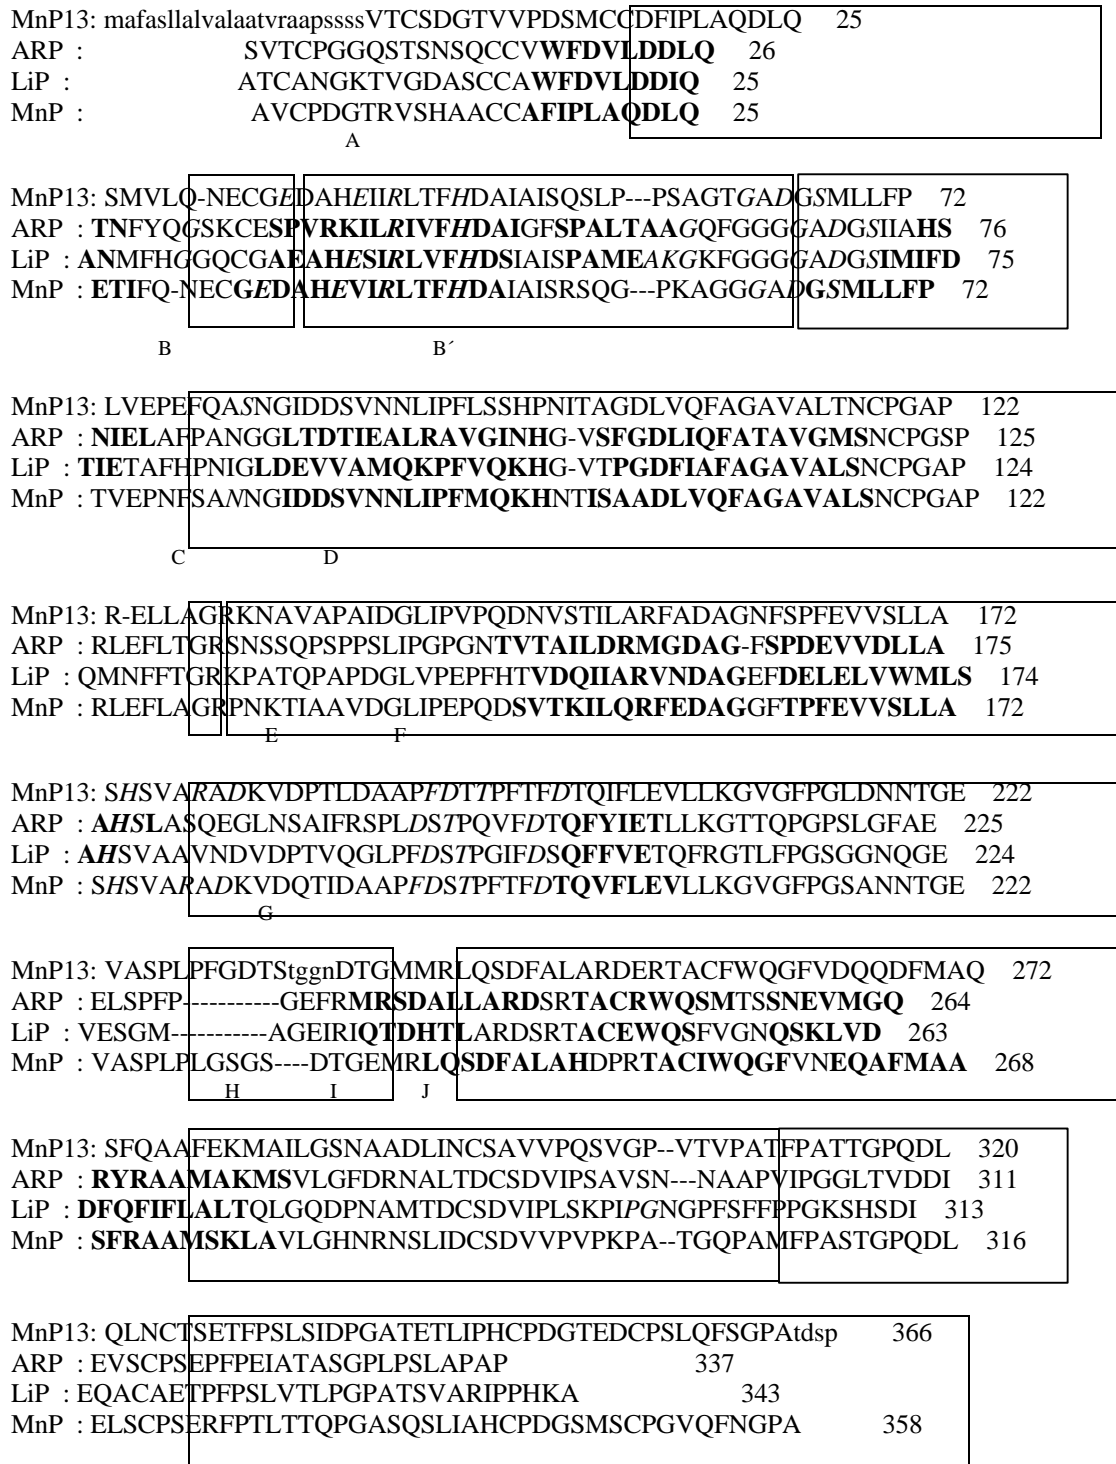 MnP13: mafasllalvalaatvraapssssVTCSDGTVVPDSMCCDFIPLAQDLQ 25
ARP : SVTCPGGQSTSNSQCCVWFDVLDDLQ 26
LiP : ATCANGKTVGDASCCAWFDVLDDIQ 25
MnP : AVCPDGTRVSHAACCAFIPLAQDLQ 25
A
MnP13: SMVLQ-NECGEDAHEIIRLTFHDAIAISQSLP---PSAGTGADGSMLLFP 72
ARP : TNFYQGSKCESPVRKILRIVFHDAIGFSPALTAAGQFGGGGADGSIIAHS 76
LiP : ANMFHGGQCGAEAHESIRLVFHDSIAISPAMEAKGKFGGGGADGSIMIFD 75
MnP : ETIFQ-NECGEDAHEVIRLTFHDAIAISRSQG---PKAGGGADGSMLLFP 72
B B´
MnP13: LVEPEFQASNGIDDSVNNLIPFLSSHPNITAGDLVQFAGAVALTNCPGAP 122
ARP : NIELAFPANGGLTDTIEALRAVGINHG-VSFGDLIQFATAVGMSNCPGSP 125
LiP : TIETAFHPNIGLDEVVAMQKPFVQKHG-VTPGDFIAFAGAVALSNCPGAP 124
MnP : TVEPNFSANNGIDDSVNNLIPFMQKHNTISAADLVQFAGAVALSNCPGAP 122
C D
MnP13: R-ELLAGRKNAVAPAIDGLIPVPQDNVSTILARFADAGNFSPFEVVSLLA 172
ARP : RLEFLTGRSNSSQPSPPSLIPGPGNTVTAILDRMGDAG-FSPDEVVDLLA 175
LiP : QMNFFTGRKPATQPAPDGLVPEPFHTVDQIIARVNDAGEFDELELVWMLS 174
MnP : RLEFLAGRPNKTIAAVDGLIPEPQDSVTKILQRFEDAGGFTPFEVVSLLA 172
E F
MnP13: SHSVARADKVDPTLDAAPFDTTPFTFDTQIFLEVLLKGVGFPGLDNNTGE 222
ARP : AHSLASQEGLNSAIFRSPLDSTPQVFDTQFYIETLLKGTTQPGPSLGFAE 225
LiP : AHSVAAVNDVDPTVQGLPFDSTPGIFDSQFFVETQFRGTLFPGSGGNQGE 224
MnP : SHSVARADKVDQTIDAAPFDSTPFTFDTQVFLEVLLKGVGFPGSANNTGE 222
G
MnP13: VASPLPFGDTStggnDTGMMRLQSDFALARDERTACFWQGFVDQQDFMAQ 272
ARP : ELSPFP-----------GEFRMRSDALLARDSRTACRWQSMTSSNEVMGQ 264
LiP : VESGM-----------AGEIRIQTDHTLARDSRTACEWQSFVGNQSKLVD 263
MnP : VASPLPLGSGS----DTGEMRLQSDFALAHDPRTACIWQGFVNEQAFMAA 268
H I J
MnP13: SFQAAFEKMAILGSNAADLINCSAVVPQSVGP--VTVPATFPATTGPQDL 320
ARP : RYRAAMAKMSVLGFDRNALTDCSDVIPSAVSN---NAAPVIPGGLTVDDI 311
LiP : DFQFIFLALTQLGQDPNAMTDCSDVIPLSKPIPGNGPFSFFPPGKSHSDI 313
MnP : SFRAAMSKLAVLGHNRNSLIDCSDVVPVPKPA--TGQPAMFPASTGPQDL 316
MnP13: QLNCTSETFPSLSIDPGATETLIPHCPDGTEDCPSLQFSGPAtdsp 366
ARP : EVSCPSEPFPEIATASGPLPSLAPAP 337
LiP : EQACAETPFPSLVTLPGPATSVARIPPHKA 343
MnP : ELSCPSERFPTLTTQPGASQSLIAHCPDGSMSCPGVQFNGPA 358